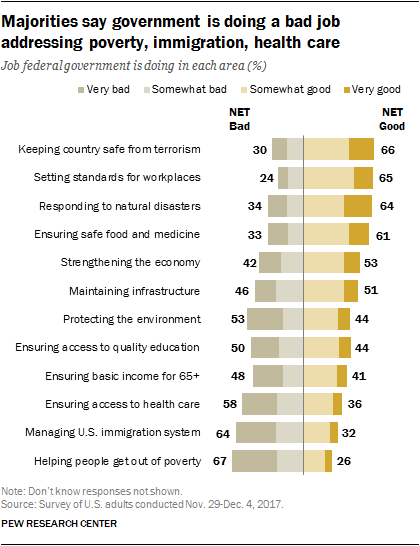 Majorities say government is doing a bad job
addressing poverty, immigration, health care
Job federal government is doing in each area (%)
Very bad Somewhat bad Somewhat good Very good
NET Bad NET Good
Keeping country safe from terrorism 30 66
Setting standards for workplaces 24 65
Responding to natural disasters 34 64
Ensuring safe food and medicine 33 61
Strengthening the economy 42 53
Maintaining infrastructure 46 51
Protecting the environment 53 44
Ensuring access to quality education 50 44
Ensuring basic income for 65+ 48 41
Ensuring access to health care 58 36
Managing U.S. immigration system 64 32
Helping people get out of poverty 67 26
Note: Don't know responses not shown.
Source: Survey of U.S. adults conducted Nov. 29-Dec. 4, 2017.
PEW RESEARCH CENTER